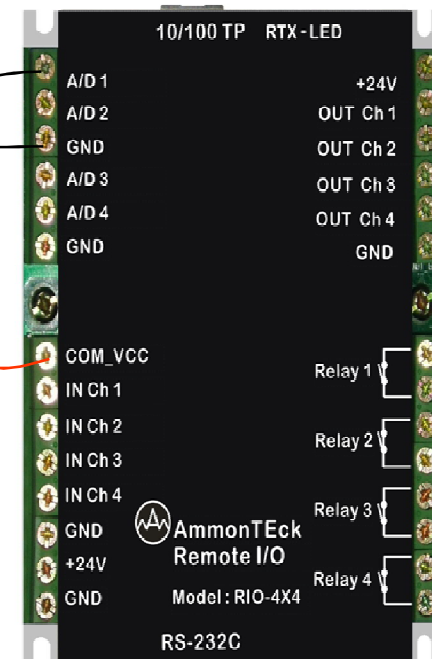 10/100 TP RTX-LED
A/D 1
A/D 2
GND
A/D 3
A/D 4
GND
+24V
OUT Ch 1
OUT Ch 2
OUT Ch 3
OUT Ch 4
GND
COM_VCC
IN Ch 1
IN Ch 2
IN Ch 3
IN Ch 4
GND
+24V
GND
Relay 1
Relay 2
Relay 3
Relay 4
AmmonTEck
Remote I/O
Model : RIO-4X4
RS-232C